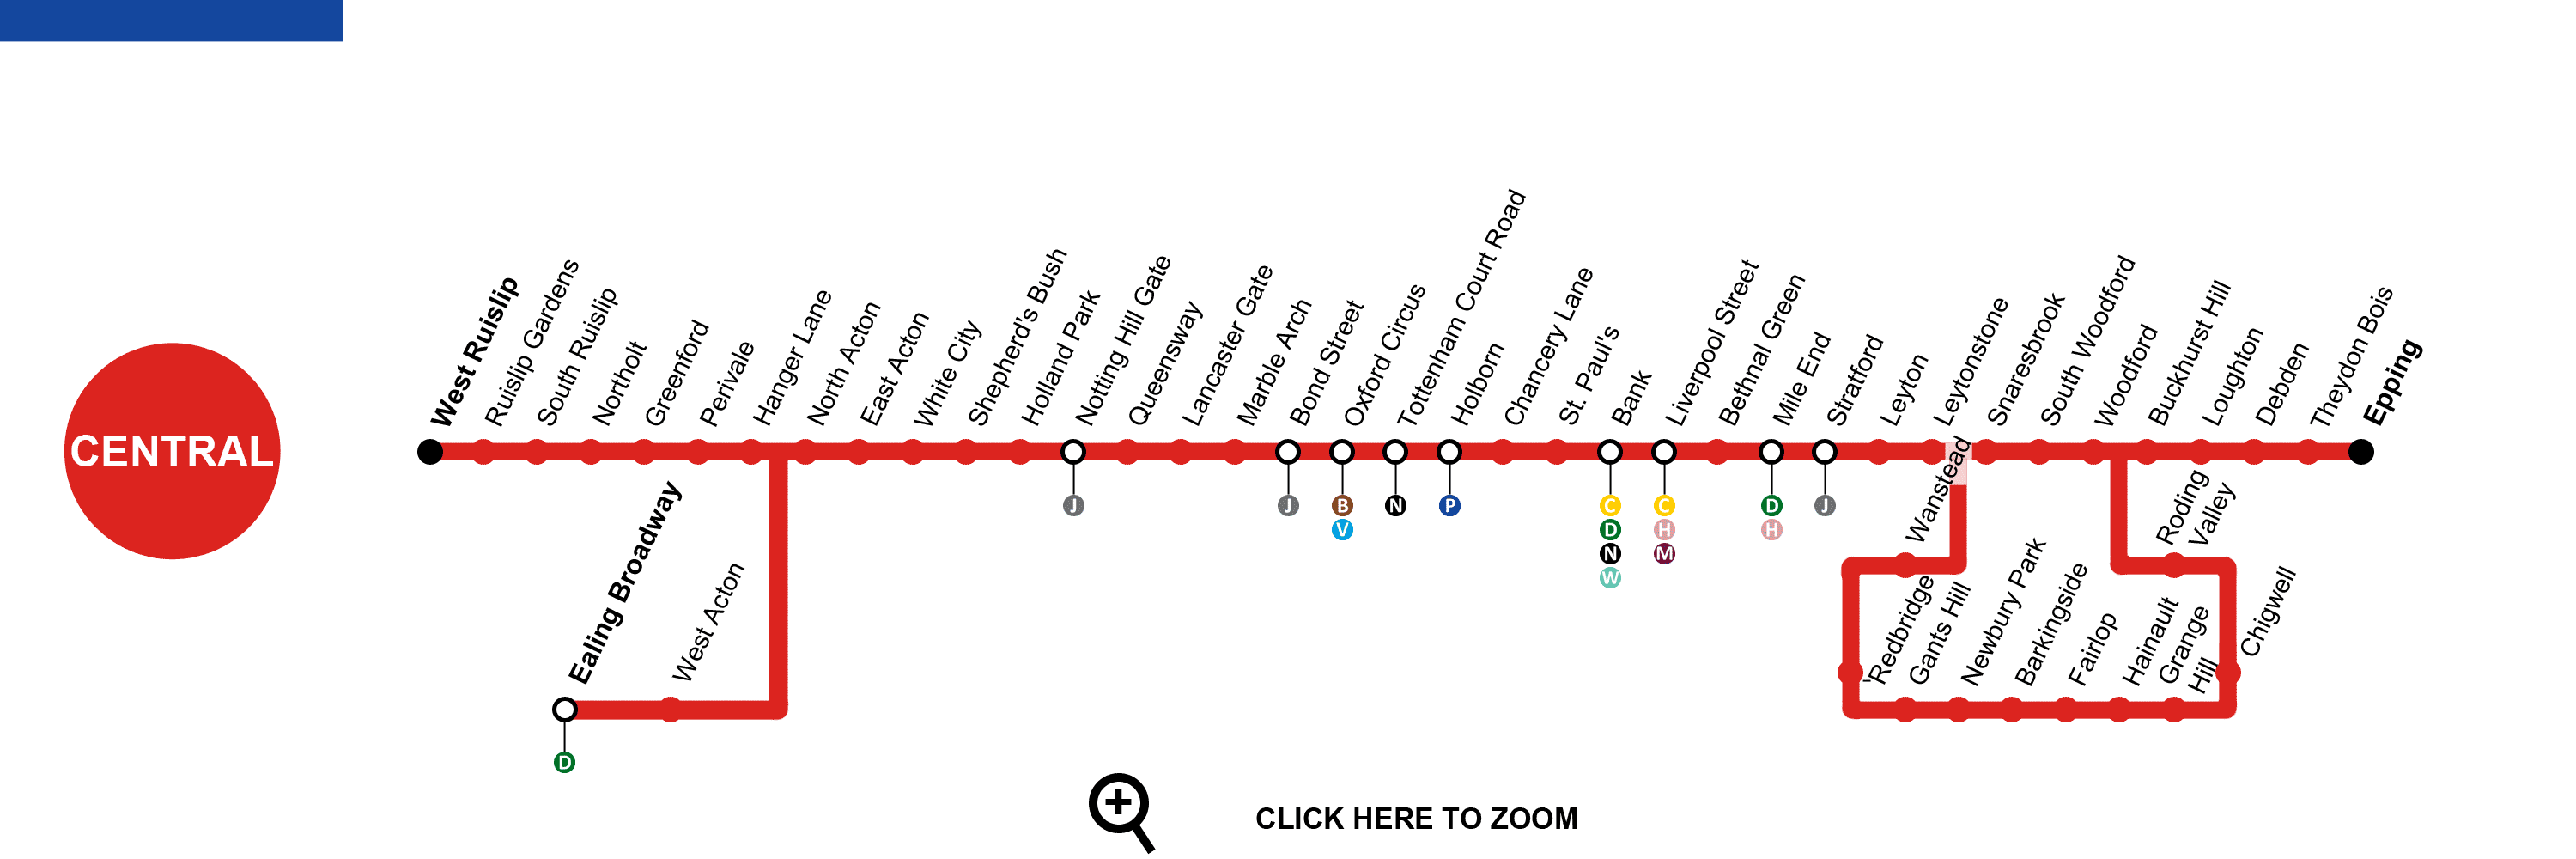 CENTRAL
West Ruislip
Ruislip Gardens
South Ruislip
Northolt
Greenford
Perivale
Hanger Lane
North Acton
East Acton
White City
Shepherd's Bush
Holland Park
Notting Hill Gate
Queensway
Lancaster Gate
Marble Arch
Bond Street
Oxford Circus
Tottenham Court Road
Holborn
Chancery Lane
St. Paul's
Bank
Liverpool Street
Bethnal Green
Mile End
Stratford
Leyton
Leytonstone
Snaresbrook
South Woodford
Woodford
Buckhurst Hill
Loughton
Debden
Theydon Bois
Epping
J
J
B
V
N
P
C
D
N
W
C
H
M
D
H
J
Ealing Broadway
West Acton
D
Wanstead
Redbridge
Gants Hill
Newbury Park
Barkingside
Fairlop
Hainault
Grange
Hill
Chigwell
Roding
Valley
CLICK HERE TO ZOOM